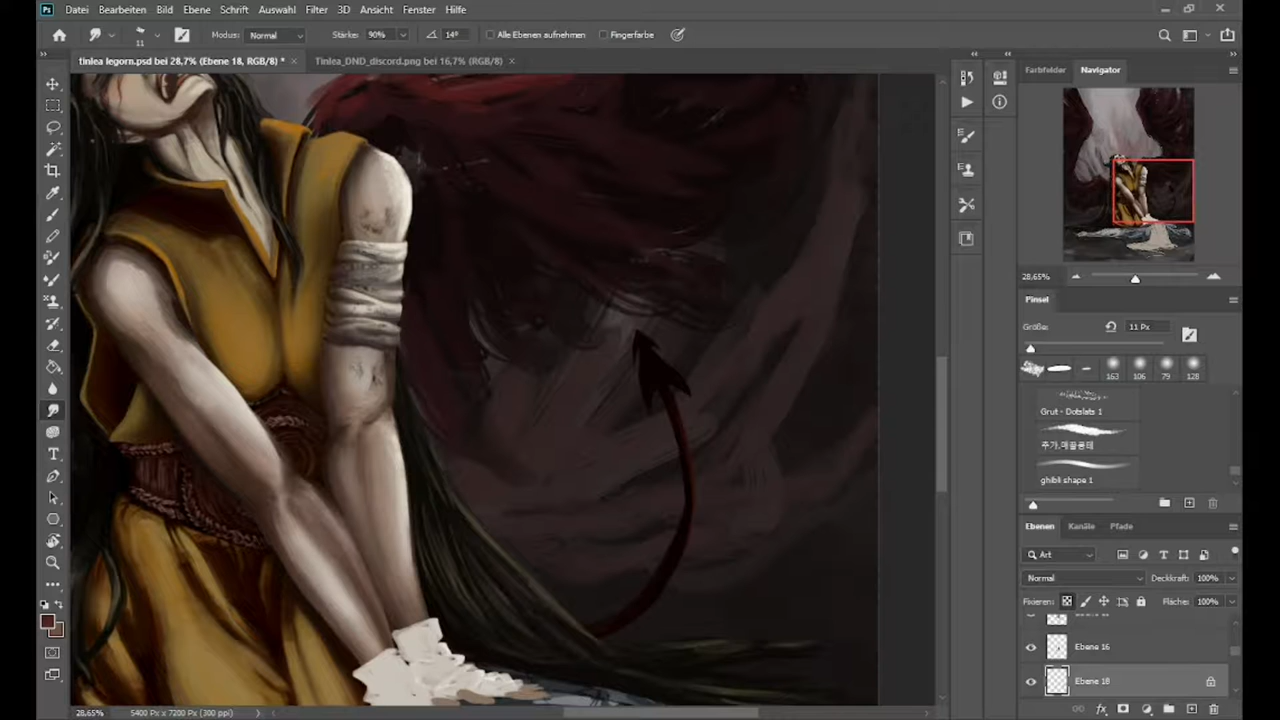 Ps Datei Bearbeiten Bild Ebene Schrift Auswahl Filter 3D Ansicht Fenster Hilfe
11 Modus: Normal Stärke: 90% 14° Alle Ebenen aufnehmen Fingerfarbe
tinlea legorn.psd bei 28,7% (Ebene 18, RGB/8) * × Tinlea_DND_discord.png bei 16,7% (RGB/8) ×
Farbfelder Navigator
28,65%
Pinsel
Größe: 11 Px
163 106 79 128
Grut - Dotslats 1
ghibli shape 1
Ebenen Kanäle Pfade
Art
Normal Deckkraft: 100%
Fixieren: Fläche: 100%
Ebene 16
Ebene 18
28,65% 5400 Px x 7200 Px (300 ppi)